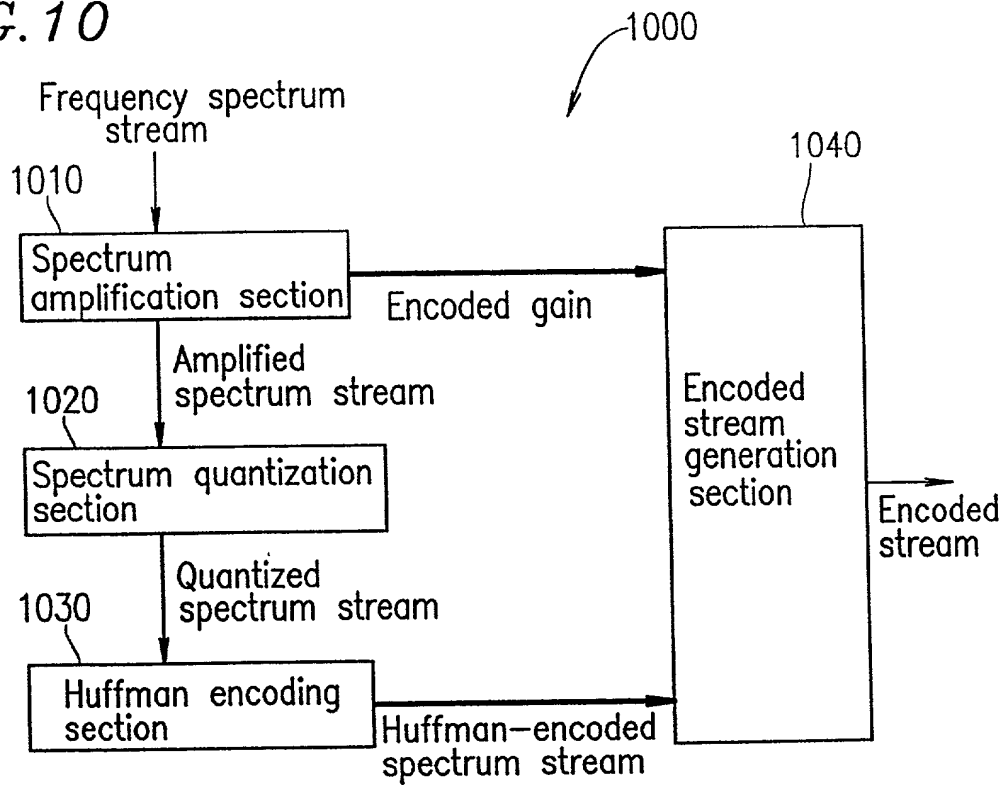 G. 10
1000
Frequency spectrum
stream
1010
1040
Spectrum
amplification section
Encoded gain
Amplified
spectrum stream
1020
Encoded
stream
generation
section
Spectrum quantization
section
Encoded
stream
Quantized
spectrum stream
1030
Huffman encoding
section
Huffman-encoded
spectrum stream